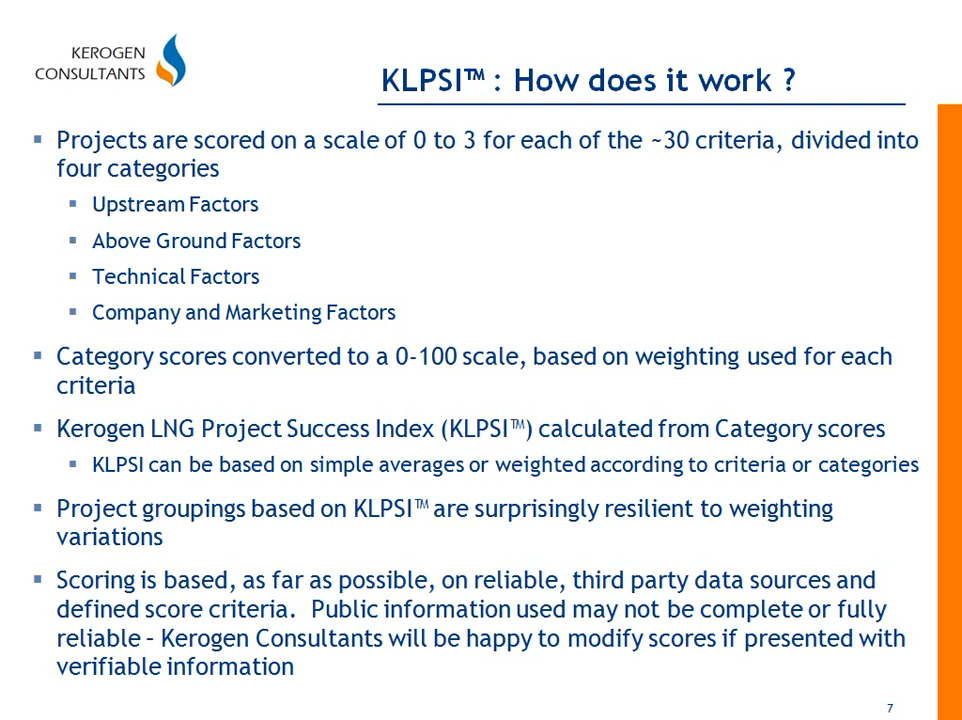 KEROGEN
CONSULTANTS
KLPSI™ : How does it work ?
▪ Projects are scored on a scale of 0 to 3 for each of the ~30 criteria, divided into
four categories
▪ Upstream Factors
▪ Above Ground Factors
▪ Technical Factors
▪ Company and Marketing Factors
▪ Category scores converted to a 0-100 scale, based on weighting used for each
criteria
▪ Kerogen LNG Project Success Index (KLPSI™) calculated from Category scores
▪ KLPSI can be based on simple averages or weighted according to criteria or categories
▪ Project groupings based on KLPSI™ are surprisingly resilient to weighting
variations
▪ Scoring is based, as far as possible, on reliable, third party data sources and
defined score criteria.  Public information used may not be complete or fully
reliable – Kerogen Consultants will be happy to modify scores if presented with
verifiable information
7